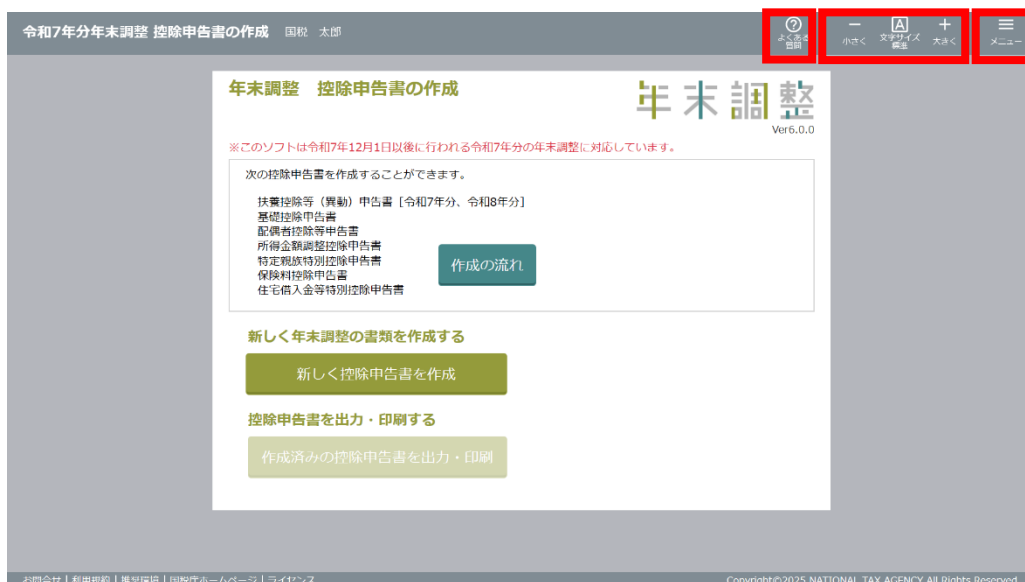 令和7年分年末調整 控除申告書の作成 国税 太郎
よくある質問
小さく 文字サイズ標準 大きく
メニュー
年末調整 控除申告書の作成
年末調整
Ver6.0.0
※このソフトは令和7年12月1日以後に行われる令和7年分の年末調整に対応しています。
次の控除申告書を作成することができます。
扶養控除等（異動）申告書［令和7年分、令和8年分］
基礎控除申告書
配偶者控除等申告書
所得金額調整控除申告書
特定親族特別控除申告書
保険料控除申告書
住宅借入金等特別控除申告書
作成の流れ
新しく年末調整の書類を作成する
新しく控除申告書を作成
控除申告書を出力・印刷する
作成済みの控除申告書を出力・印刷
お問合せ | 利用規約 | 推奨環境 | 国税庁ホームページ | ライセンス
Copyright©2025 NATIONAL TAX AGENCY All Rights Reserved